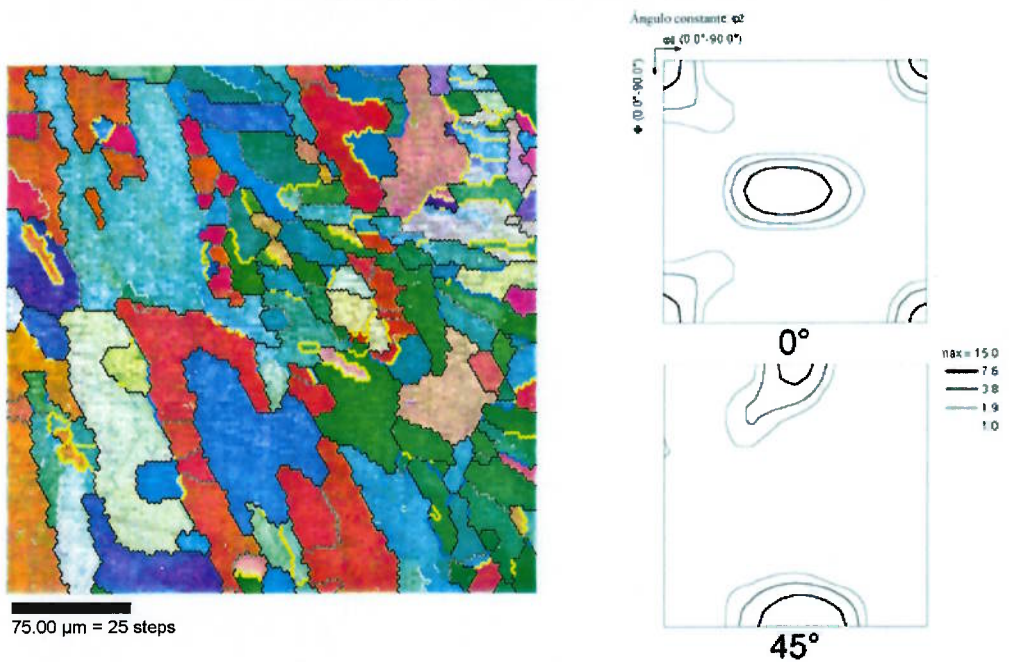 Ángulo constante φ2
φ1 (0.0°-90.0°)
Φ (0.0°-90.0°)
0°
max = 15.0
7.6
3.8
1.9
1.0
45°
75.00 µm = 25 steps